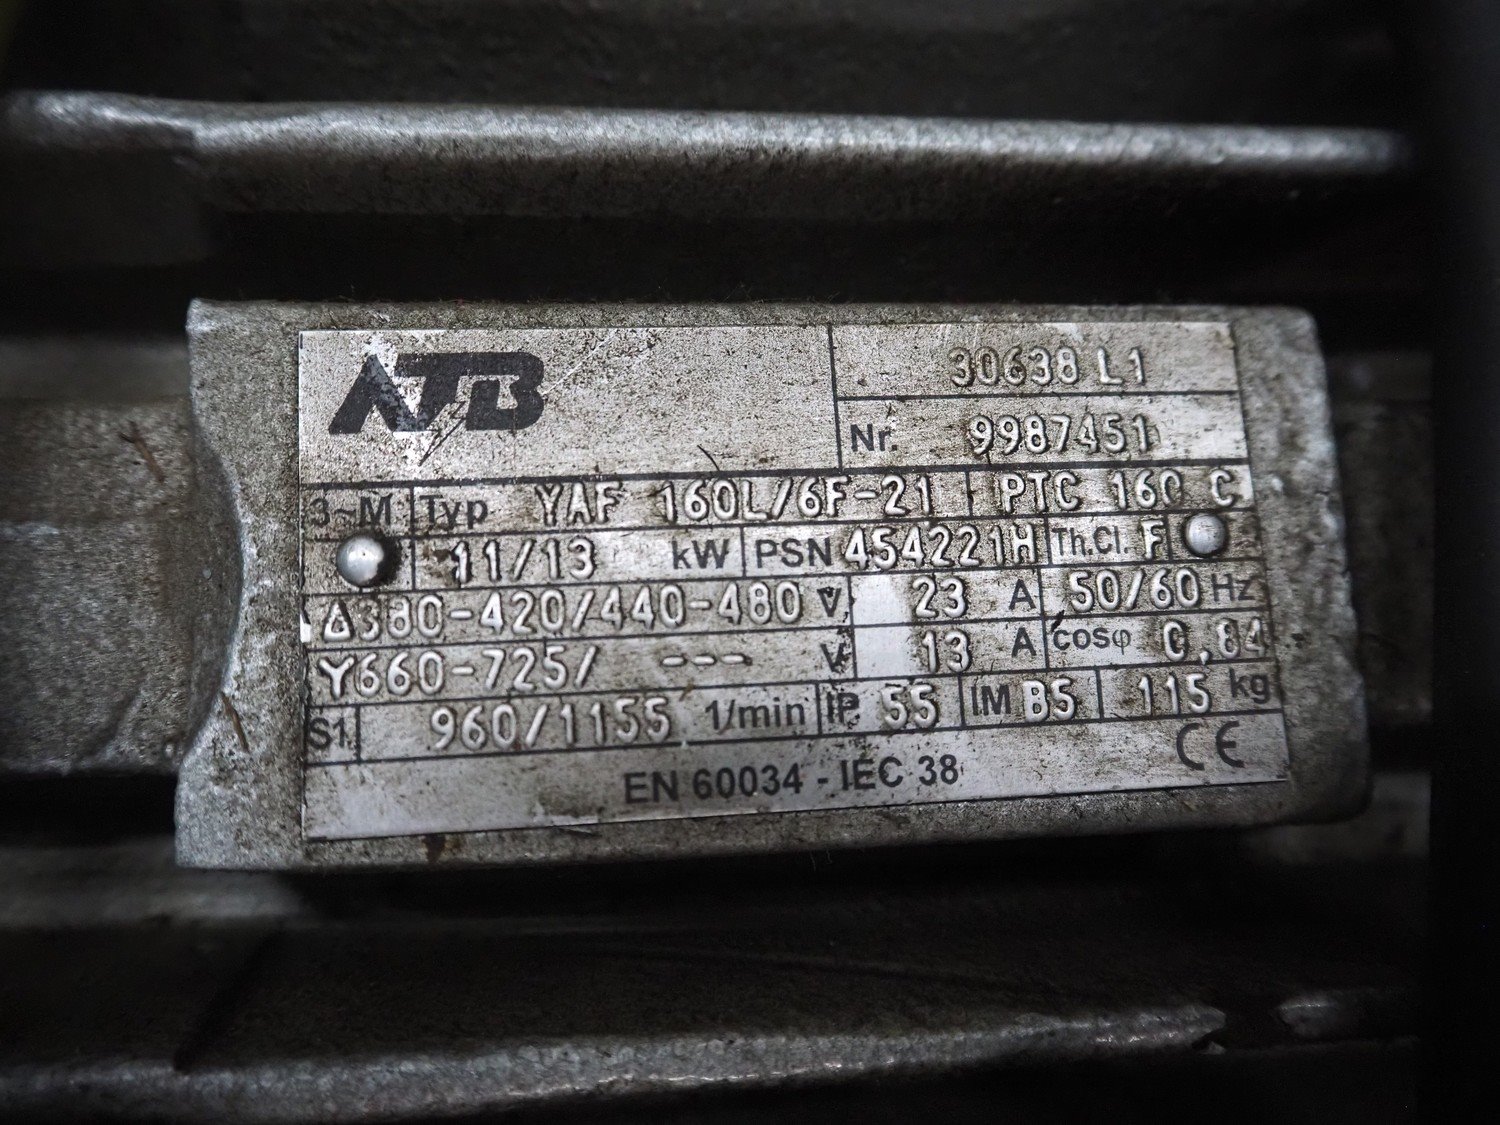 ATB
30638 L1
Nr. 9987451
3~M Typ YAF 160L/6F-21 PTC 160 C
11/13 kW PSN 454221H Th.Cl. F
Δ 380-420/440-480 V 23 A 50/60 Hz
Y 660-725/ --- V 13 A cosφ 0,84
S1 960/1155 1/min IP 55 IM B5 115 kg
EN 60034 - IEC 38 CE